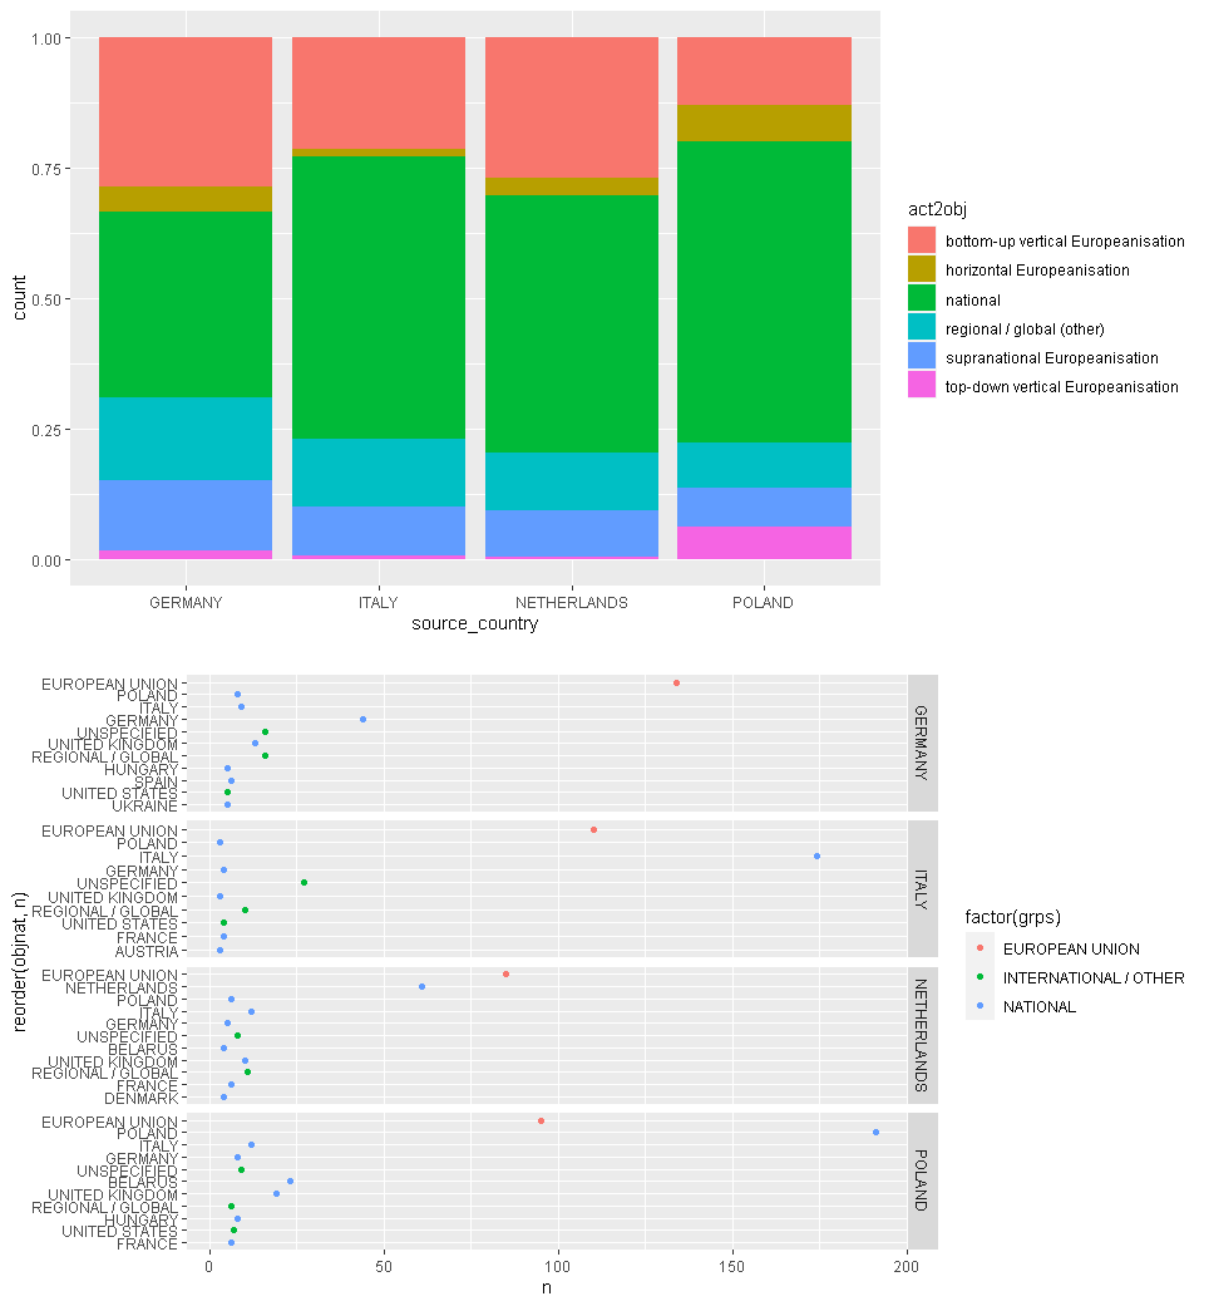 1.00
0.75
0.50
0.25
0.00
count
GERMANY
ITALY
NETHERLANDS
POLAND
source_country
act2obj
bottom-up vertical Europeanisation
horizontal Europeanisation
national
regional / global (other)
supranational Europeanisation
top-down vertical Europeanisation
reorder(objnat, n)
EUROPEAN UNION
POLAND
ITALY
GERMANY
UNSPECIFIED
UNITED KINGDOM
REGIONAL / GLOBAL
HUNGARY
SPAIN
UNITED STATES
UKRAINE
GERMANY
EUROPEAN UNION
POLAND
ITALY
GERMANY
UNSPECIFIED
UNITED KINGDOM
REGIONAL / GLOBAL
UNITED STATES
FRANCE
AUSTRIA
ITALY
EUROPEAN UNION
NETHERLANDS
POLAND
ITALY
GERMANY
UNSPECIFIED
BELARUS
UNITED KINGDOM
REGIONAL / GLOBAL
FRANCE
DENMARK
NETHERLANDS
EUROPEAN UNION
POLAND
ITALY
GERMANY
UNSPECIFIED
BELARUS
UNITED KINGDOM
REGIONAL / GLOBAL
HUNGARY
UNITED STATES
FRANCE
POLAND
0
50
100
150
200
n
factor(grps)
EUROPEAN UNION
INTERNATIONAL / OTHER
NATIONAL